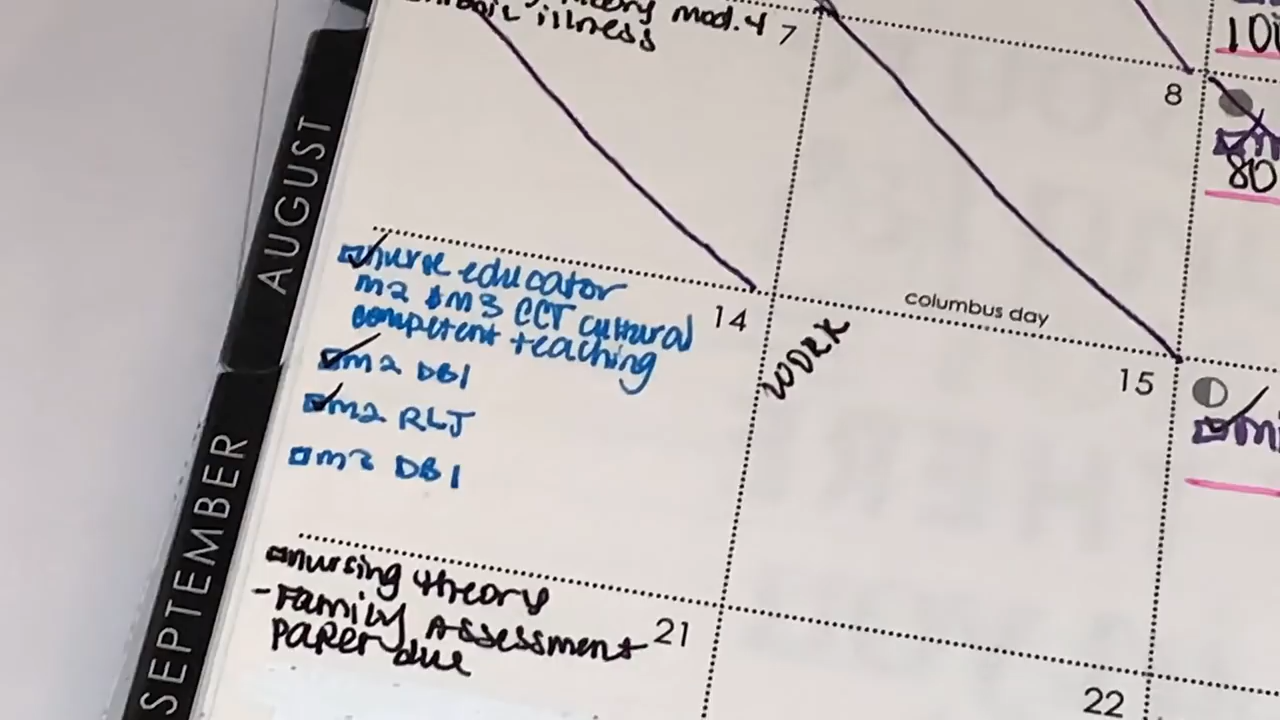 mod.4
illness
7
8
AUGUST
nurse educator
m2 & m3 CCT cultural
competent teaching
m2 DB1
m2 RLJ
m3 DB1
14
columbus day
WORK
15
SEPTEMBER
nursing theory
- Family Assessment
paper due
21
22
80